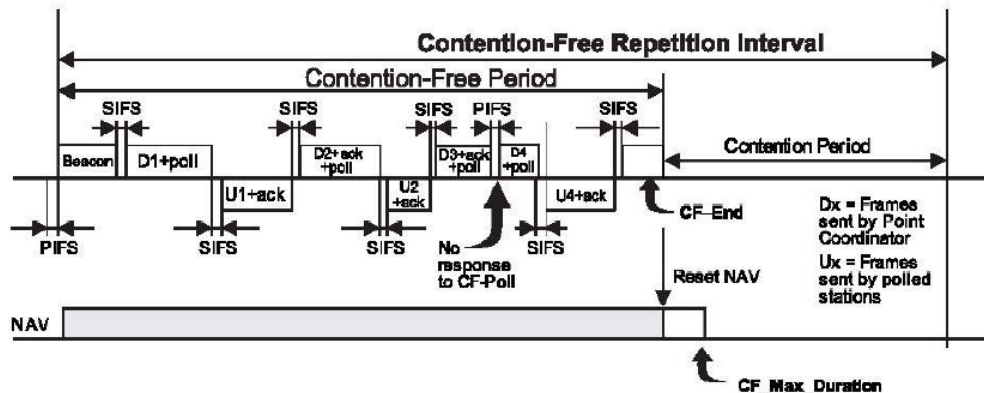 Contention-Free Repetition Interval
Contention-Free Period
SIFS
SIFS
SIFS
PIFS
SIFS
Contention Period
Beacon
D1+poll
D2+ack
+poll
D3+ack
+poll
D4
+poll
U1+ack
U2
+ack
U4+ack
CF-End
PIFS
SIFS
SIFS
No
response
to CF-Poll
SIFS
Dx = Frames
sent by Point
Coordinator
Ux = Frames
sent by polled
stations
Reset NAV
NAV
CF_Max_Duration